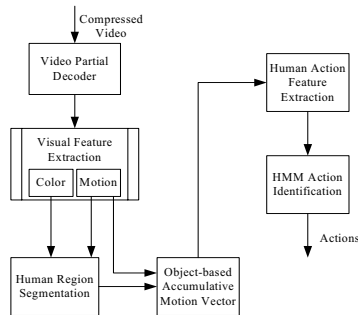 Compressed
Video
Video Partial
Decoder
Visual Feature
Extraction
Color
Motion
Human Region
Segmentation
Object-based
Accumulative
Motion Vector
Human Action
Feature
Extraction
HMM Action
Identification
Actions